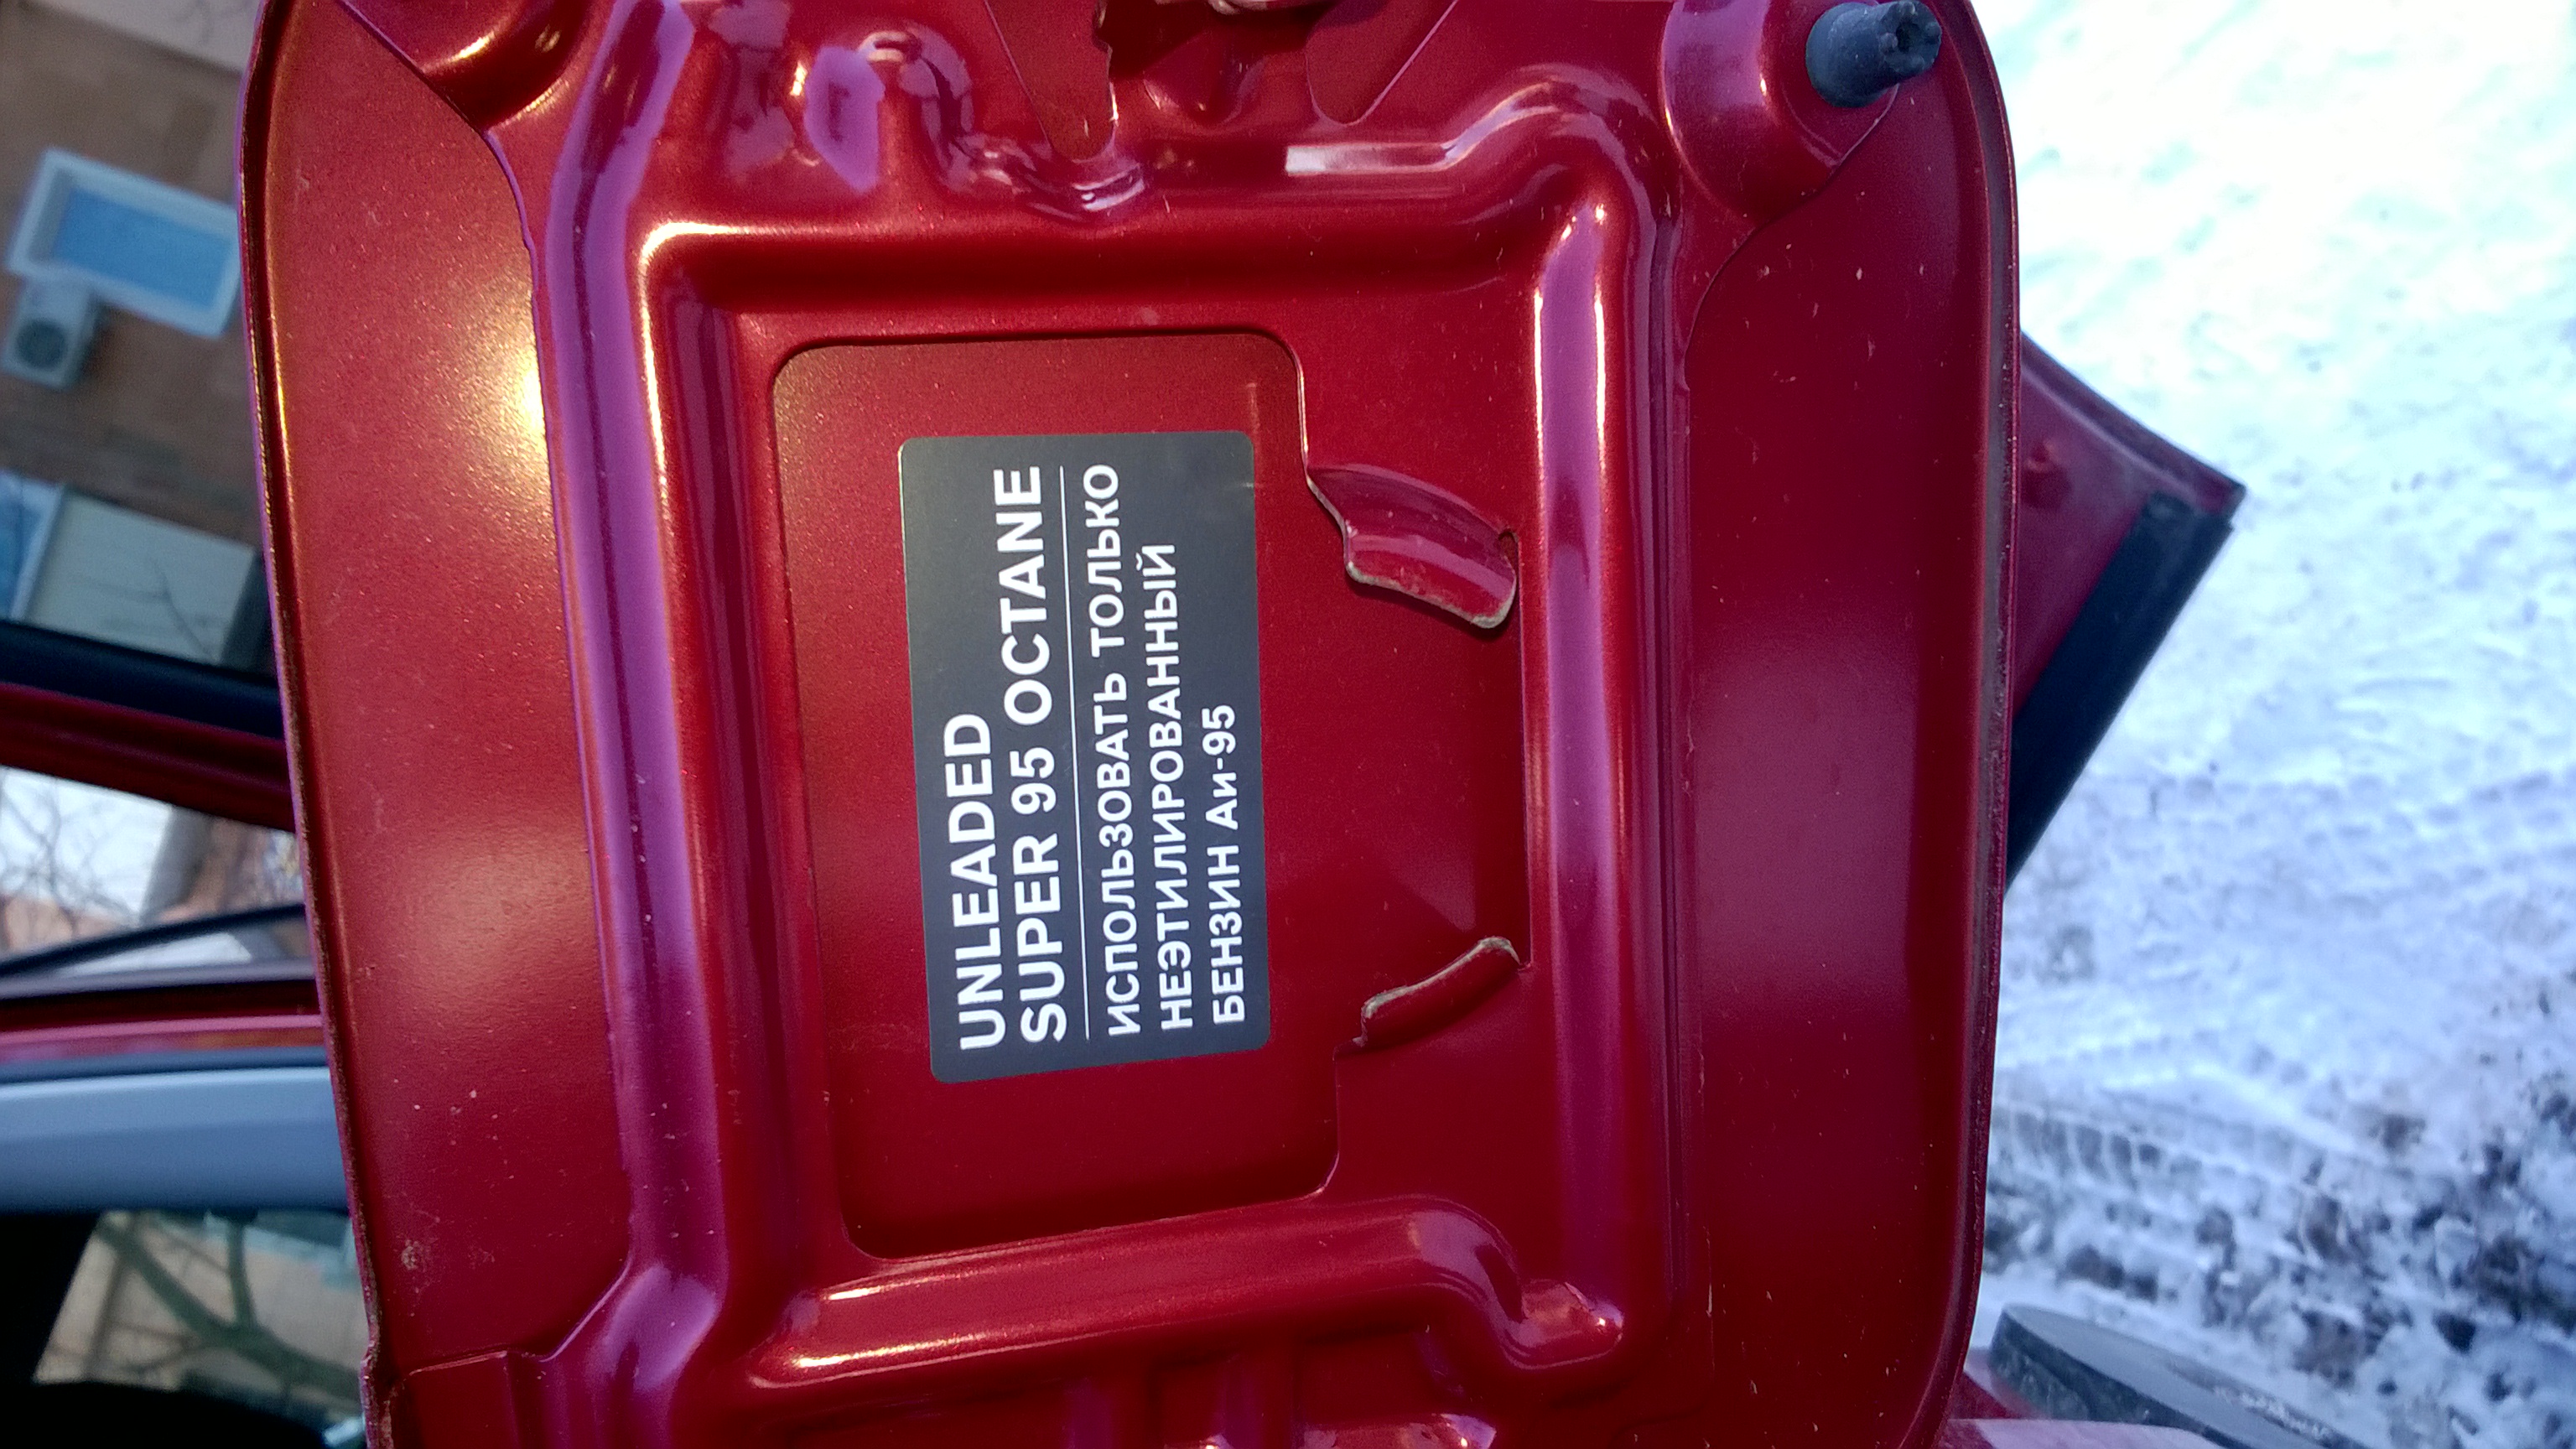 UNLEADED
SUPER 95 OCTANE
ИСПОЛЬЗОВАТЬ ТОЛЬКО
НЕЭТИЛИРОВАННЫЙ
БЕНЗИН Аи-95